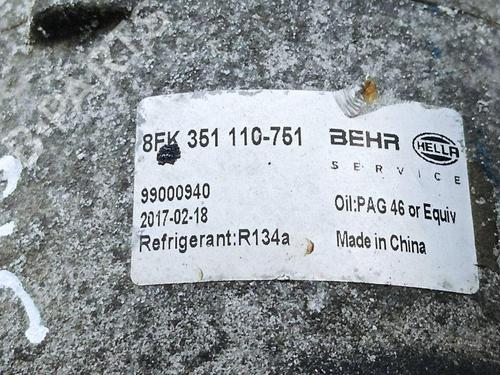 8FK 351 110-751 BEHR HELLA
SERVICE
99000940
2017-02-18
Oil:PAG 46 or Equiv
Refrigerant:R134a
Made in China